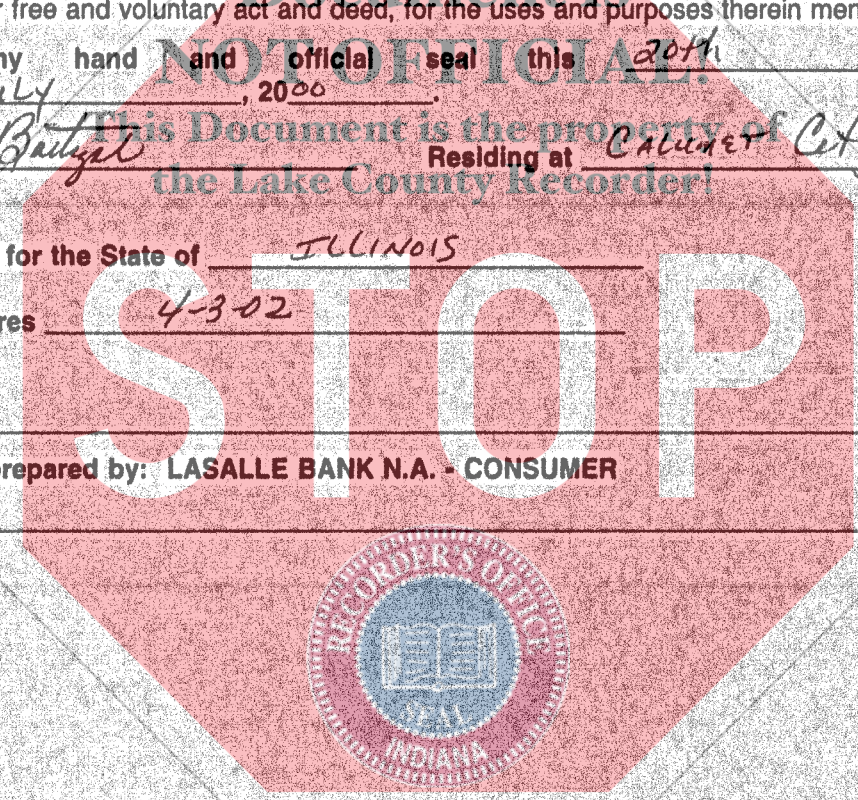 free and voluntary act and deed, for the uses and purposes therein men
NOT OFFICIAL!
hand and official seal this 20th
, 2000.
This Document is the property of
Residing at CALUMET
the Lake County Recorder!
for the State of ILLINOIS
res 4-3-02
STOP
repared by: LASALLE BANK N.A. - CONSUMER
RECORDER'S OFFICE
SEAL
INDIANA